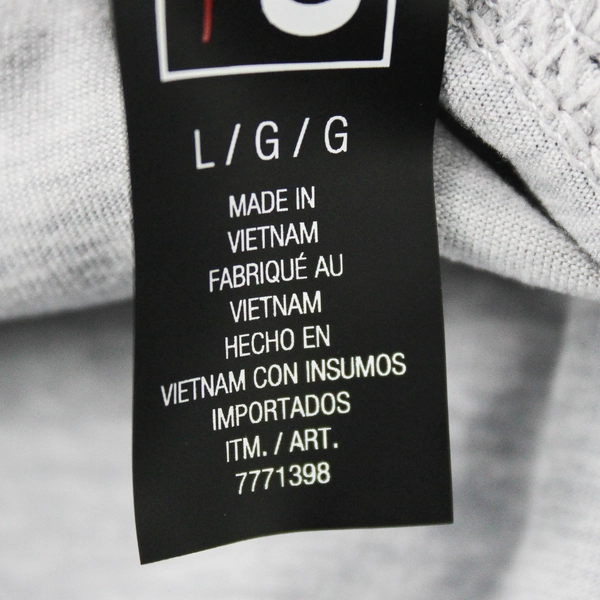 L / G / G
MADE IN
VIETNAM
FABRIQUÉ AU
VIETNAM
HECHO EN
VIETNAM CON INSUMOS
IMPORTADOS
ITM. / ART.
7771398